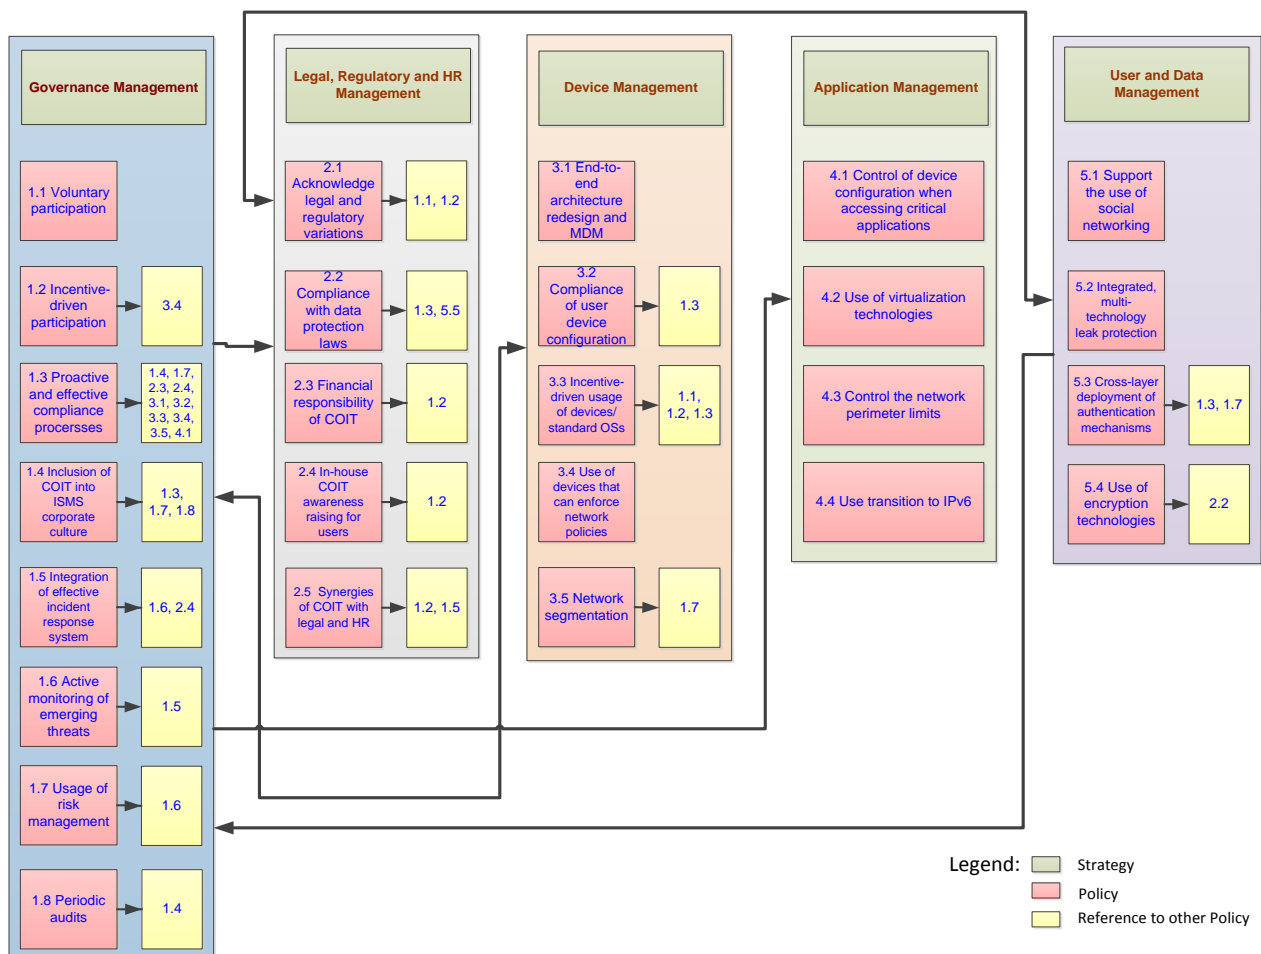 Governance Management
1.1 Voluntary
participation
1.2 Incentive-
driven
participation
3.4
1.3 Proactive
and effective
compliance
procersses
1.4, 1.7,
2.3, 2.4,
3.1, 3.2,
3.3, 3.4,
3.5, 4.1
1.4 Inclusion of
COIT into
ISMS
corporate
culture
1.3,
1.7, 1.8
1.5 Integration
of effective
incident
response
system
1.6, 2.4
1.6 Active
monitoring of
emerging
threats
1.5
1.7 Usage of
risk
management
1.6
1.8 Periodic
audits
1.4
Legal, Regulatory and HR
Management
2.1
Acknowledge
legal and
regulatory
variations
1.1, 1.2
2.2
Compliance
with data
protection
laws
1.3, 5.5
2.3 Financial
responsibility
of COIT
1.2
2.4 In-house
COIT
awareness
raising for
users
1.2
2.5 Synergies
of COIT with
legal and HR
1.2, 1.5
Device Management
3.1 End-to-
end
architecture
redesign and
MDM
3.2
Compliance
of user
device
configuration
1.3
3.3 Incentive-
driven usage
of devices/
standard OSs
1.1,
1.2, 1.3
3.4 Use of
devices that
can enforce
network
policies
3.5 Network
segmentation
1.7
Application Management
4.1 Control of device
configuration when
accessing critical
applications
4.2 Use of virtualization
technologies
4.3 Control the network
perimeter limits
4.4 Use transition to IPv6
User and Data
Management
5.1 Support
the use of
social
networking
5.2 Integrated,
multi-
technology
leak protection
5.3 Cross-layer
deployment of
authentication
mechanisms
1.3, 1.7
5.4 Use of
encryption
technologies
2.2
Legend:
Strategy
Policy
Reference to other Policy